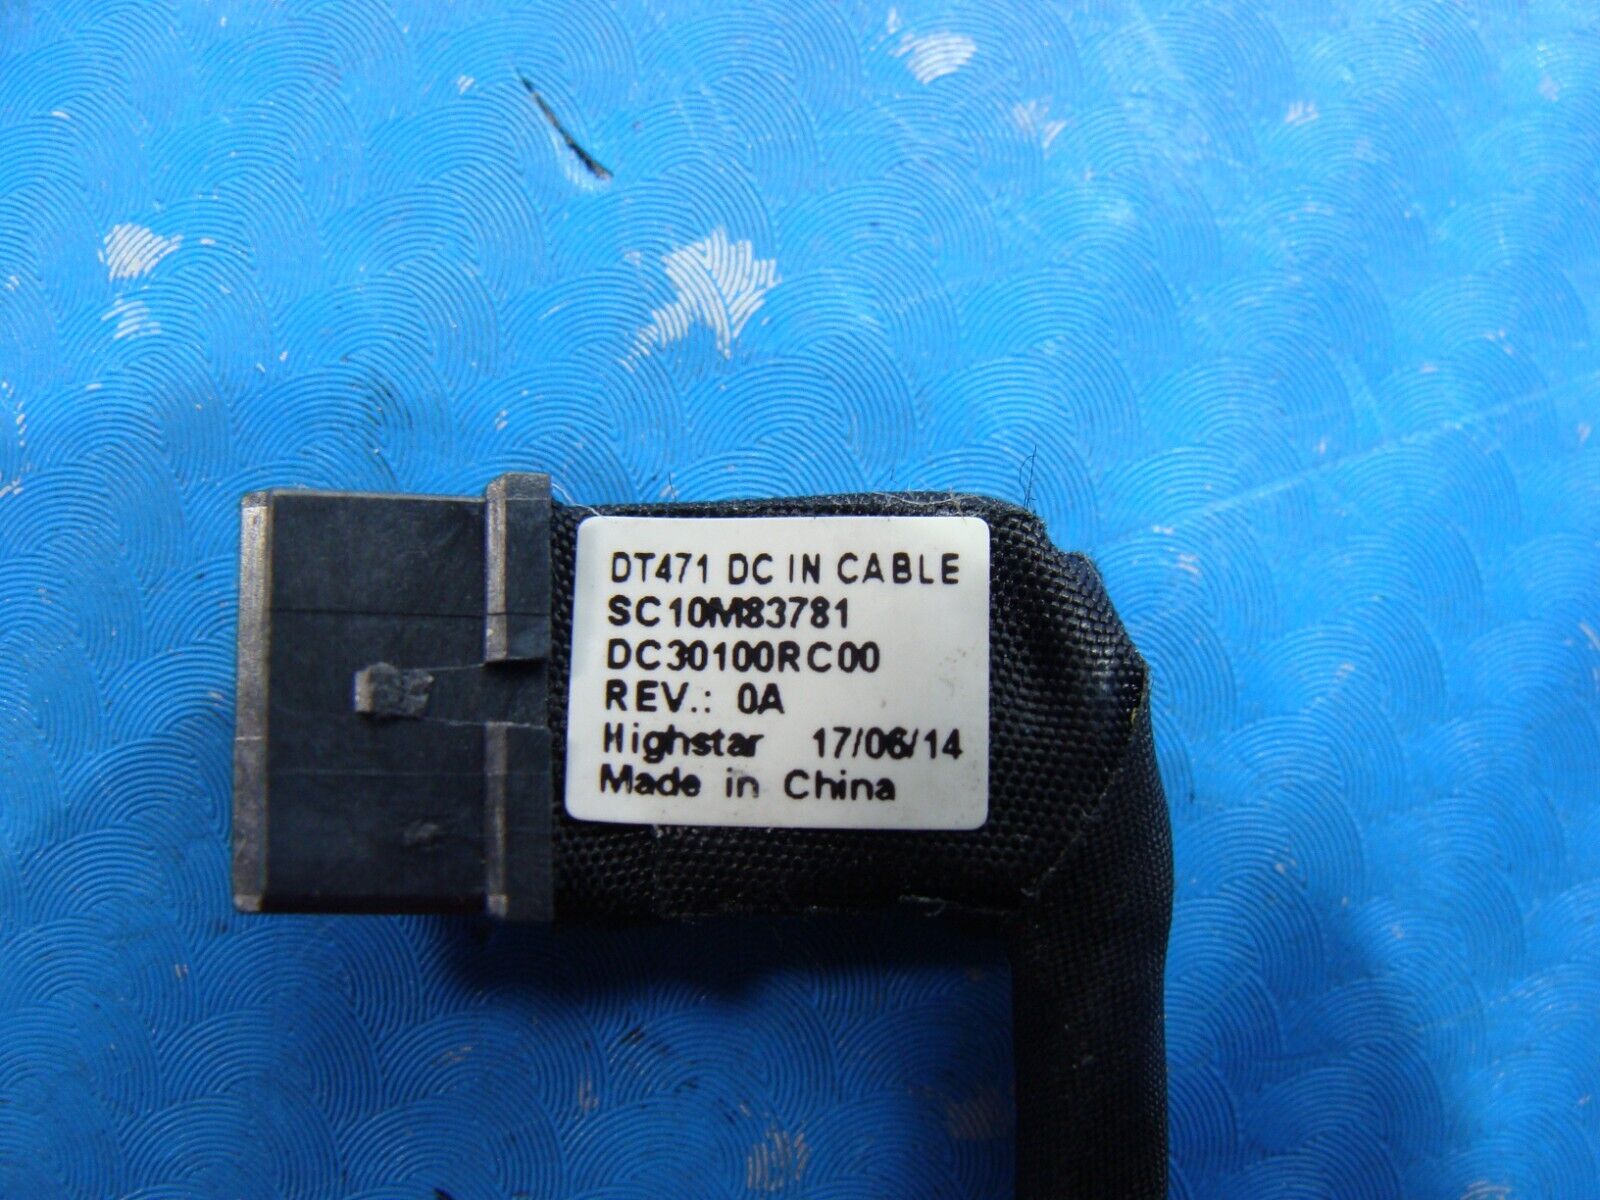 DT471 DC IN CABLE
SC10M83781
DC30100RC00
REV.: 0A
Highstar 17/06/14
Made in China